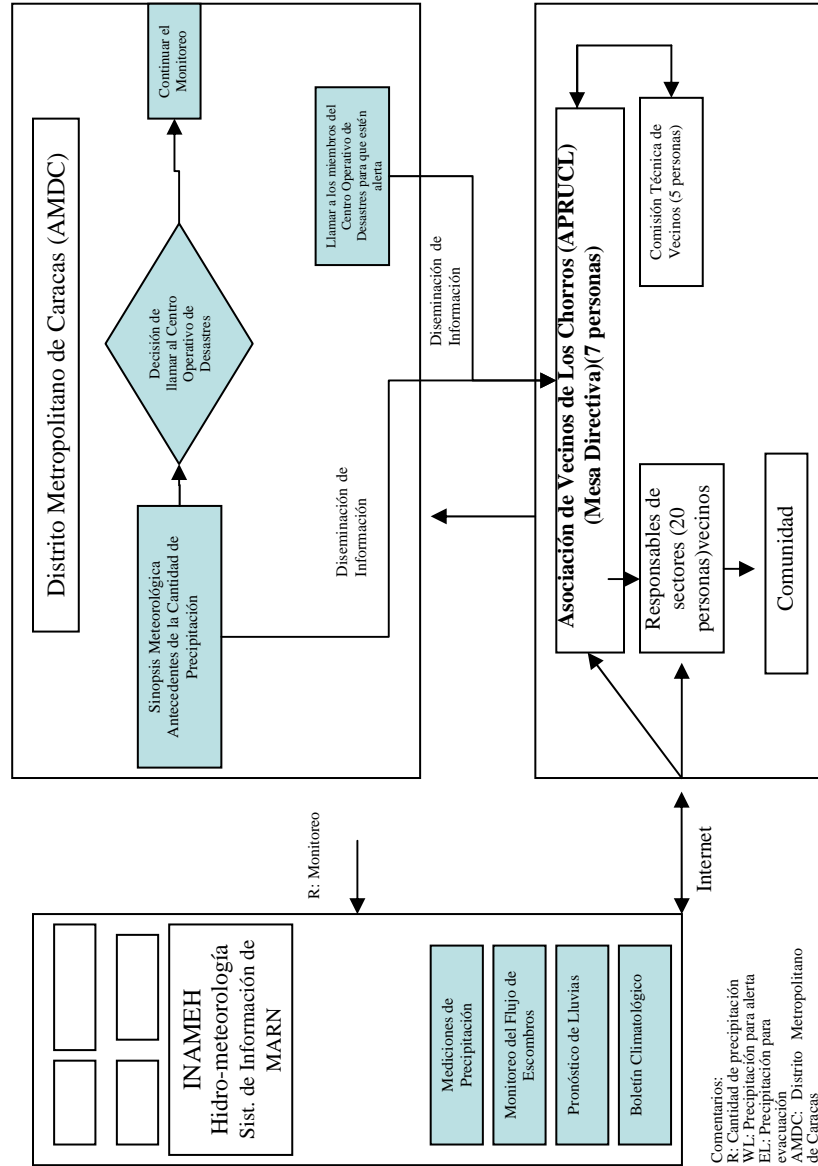 Distrito Metropolitano de Caracas (AMDC)
Sinopsis Meteorológica
Antecedentes de la Cantidad de
Precipitación
Decisión de
llamar al Centro
Operativo de
Desastres
Continuar el
Monitoreo
Llamar a los miembros del
Centro Operativo de
Desastres para que estén
alerta
Diseminación de
Información
Diseminación de
Información
INAMEH
Hidro-meteorología
Sist. de Información de
MARN
R: Monitoreo
Mediciones de
Precipitación
Monitoreo del Flujo de
Escombros
Pronóstico de Lluvias
Boletín Climatológico
Internet
Asociación de Vecinos de Los Chorros (APRUCL)
(Mesa Directiva)(7 personas)
Comisión Técnica de
Vecinos (5 personas)
Responsables de
sectores (20
personas)vecinos
Comunidad
Comentarios:
R: Cantidad de precipitación
WL: Precipitación para alerta
EL: Precipitación para
evacuación
AMDC: Distrito Metropolitano
de Caracas